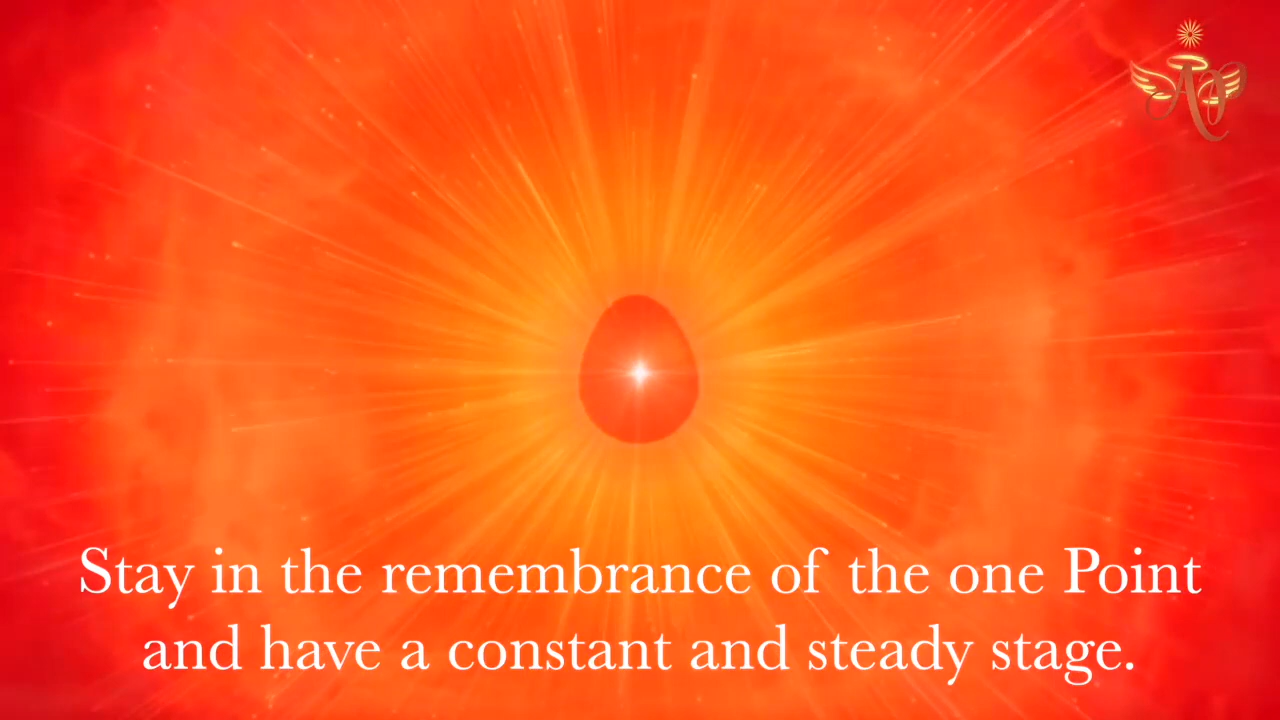 Stay in the remembrance of the one Point
and have a constant and steady stage.